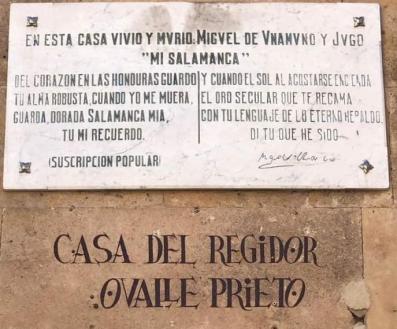 EN ESTA CASA VIVIO Y MVRIO MIGVEL DE VNAMVNO Y JVGO
"MI SALAMANCA"
DEL CORAZON EN LAS HONDURAS GUARDO
TU ALMA ROBUSTA, CUANDO YO ME MUERA,
GUARDA, DORADA SALAMANCA MIA,
TU MI RECUERDO.
Y CUANDO EL SOL AL ACOSTARSE ENCIENDA
EL ORO SECULAR QUE TE RECAMA
CON TU LENGUAJE DE LO ETERNO HERALDO,
DI TU QUE HE SIDO
(SUSCRIPCION POPULAR)
CASA DEL REGIDOR
OVALLE PRIETO